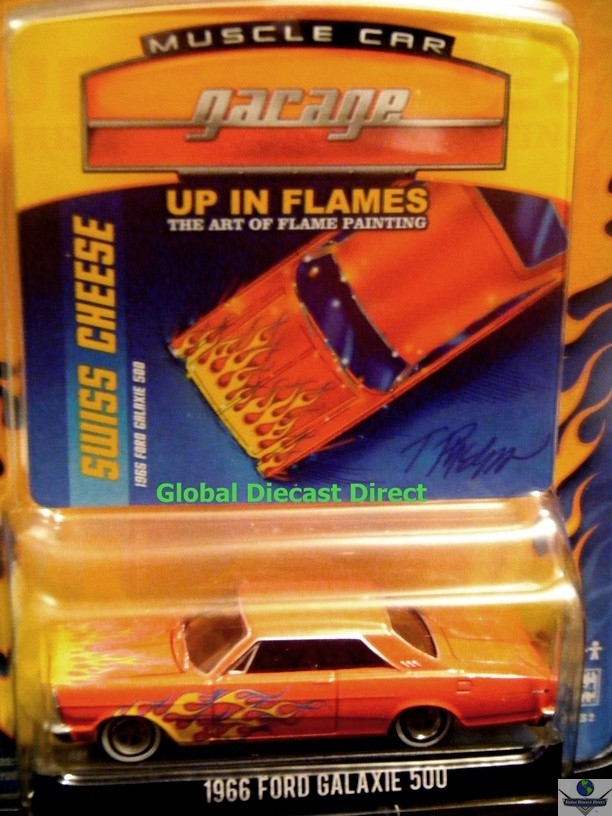 MUSCLE CAR
garage
UP IN FLAMES
THE ART OF FLAME PAINTING
SWISS CHEESE
1966 FORD GALAXIE 500
Global Diecast Direct
1966 FORD GALAXIE 500